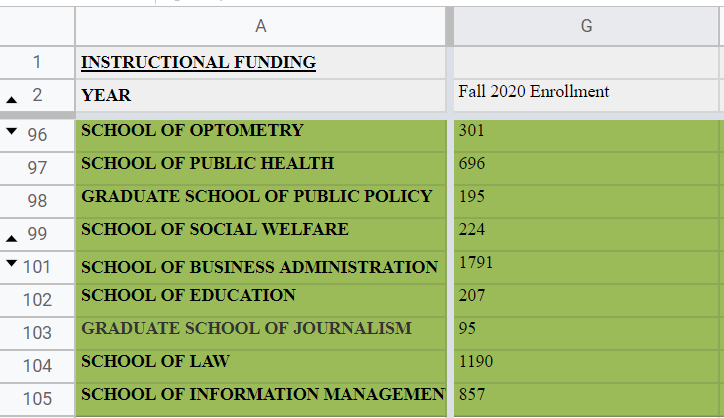 A G
1 INSTRUCTIONAL FUNDING
2 YEAR Fall 2020 Enrollment
96 SCHOOL OF OPTOMETRY 301
97 SCHOOL OF PUBLIC HEALTH 696
98 GRADUATE SCHOOL OF PUBLIC POLICY 195
99 SCHOOL OF SOCIAL WELFARE 224
101 SCHOOL OF BUSINESS ADMINISTRATION 1791
102 SCHOOL OF EDUCATION 207
103 GRADUATE SCHOOL OF JOURNALISM 95
104 SCHOOL OF LAW 1190
105 SCHOOL OF INFORMATION MANAGEMEN 857